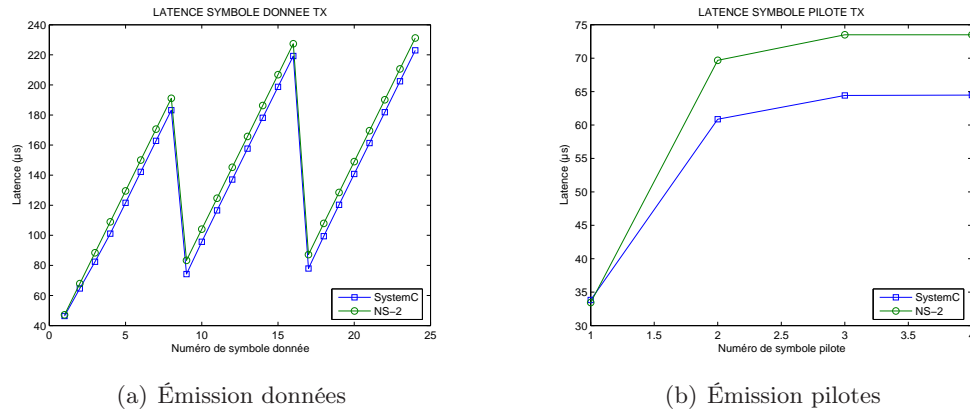 LATENCE SYMBOLE DONNEE TX
240
220
200
180
160
140
120
100
80
60
40
Latence (µs)
0
5
10
15
20
25
Numéro de symbole donnée
SystemC
NS−2
(a) Émission données
LATENCE SYMBOLE PILOTE TX
75
70
65
60
55
50
45
40
35
30
Latence (µs)
1
1.5
2
2.5
3
3.5
4
Numéro de symbole pilote
SystemC
NS−2
(b) Émission pilotes